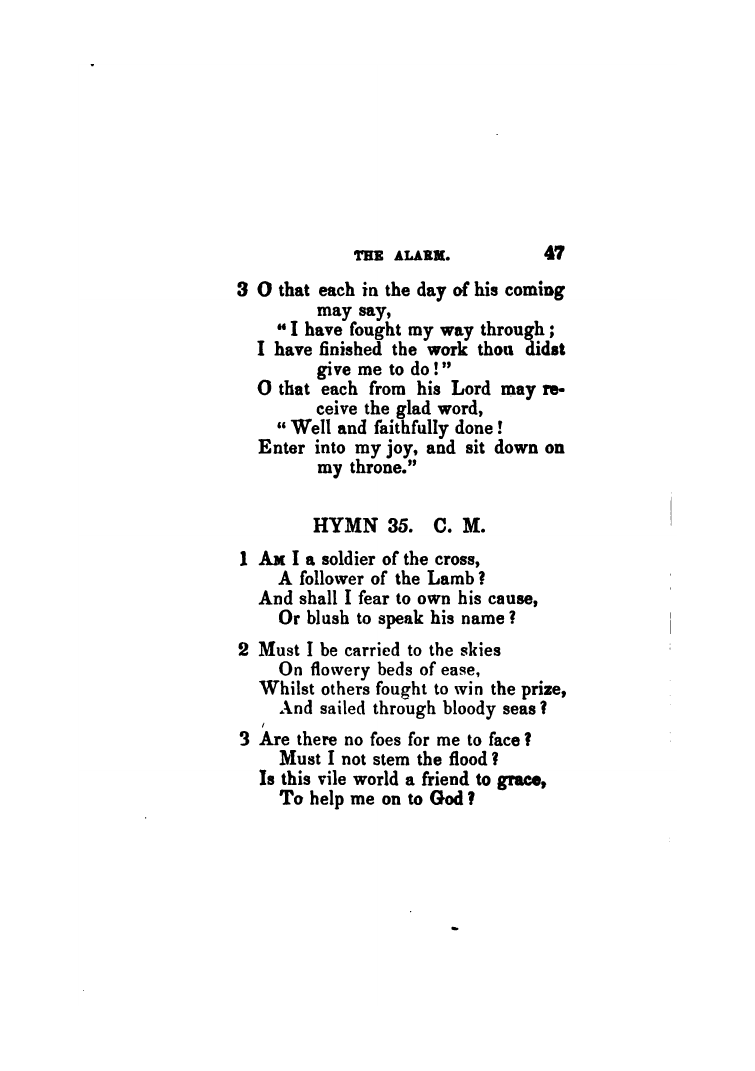 THE ALARM. 47
3 O that each in the day of his coming
may say,
“I have fought my way through;
I have finished the work thou didst
give me to do!”
O that each from his Lord may re-
ceive the glad word,
“Well and faithfully done!
Enter into my joy, and sit down on
my throne.”
HYMN 35. C. M.
1 AM I a soldier of the cross,
A follower of the Lamb?
And shall I fear to own his cause,
Or blush to speak his name?
2 Must I be carried to the skies
On flowery beds of ease,
Whilst others fought to win the prize,
And sailed through bloody seas?
3 Are there no foes for me to face?
Must I not stem the flood?
Is this vile world a friend to grace,
To help me on to God?